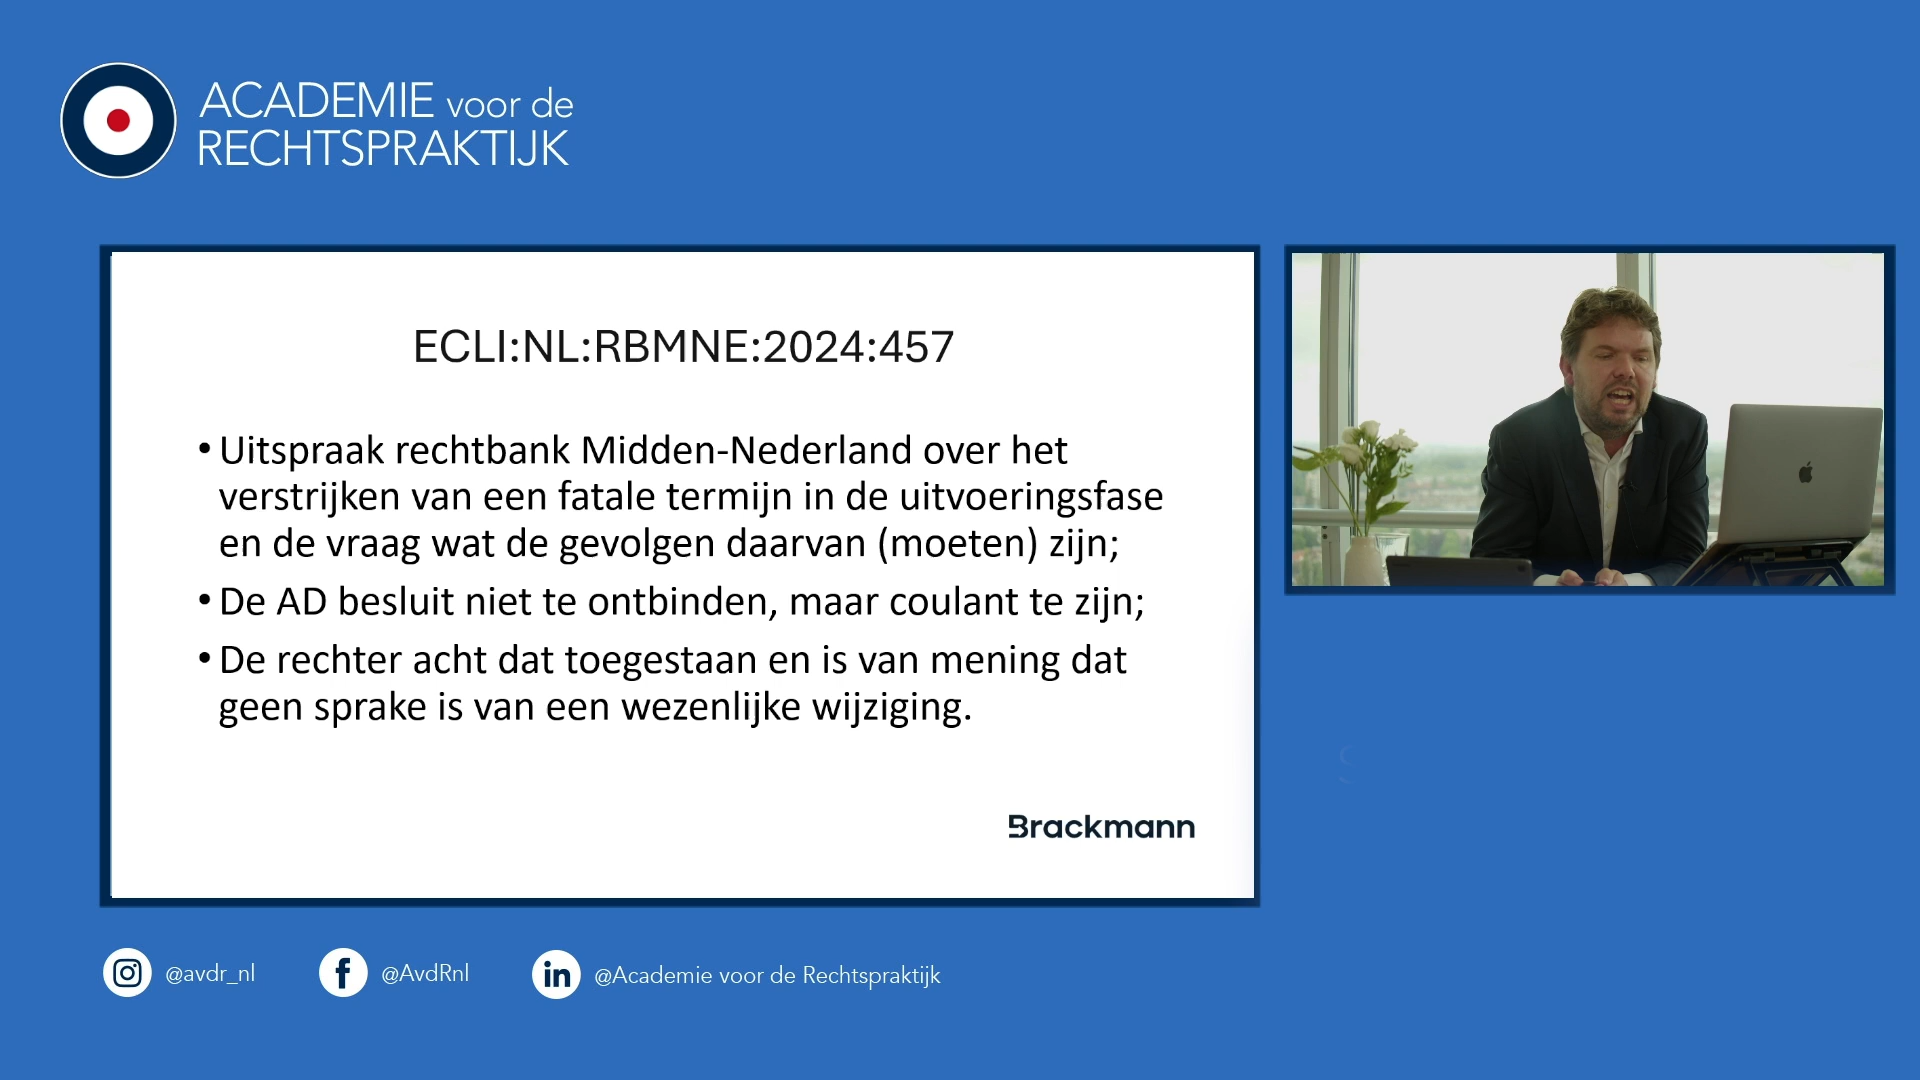 ACADEMIE voor de
RECHTSPRAKTIJK
ECLI:NL:RBMNE:2024:457
• Uitspraak rechtbank Midden-Nederland over het
verstrijken van een fatale termijn in de uitvoeringsfase
en de vraag wat de gevolgen daarvan (moeten) zijn;
• De AD besluit niet te ontbinden, maar coulant te zijn;
• De rechter acht dat toegestaan en is van mening dat
geen sprake is van een wezenlijke wijziging.
Brackmann
@avdr_nl
@AvdRnl
@Academie voor de Rechtspraktijk